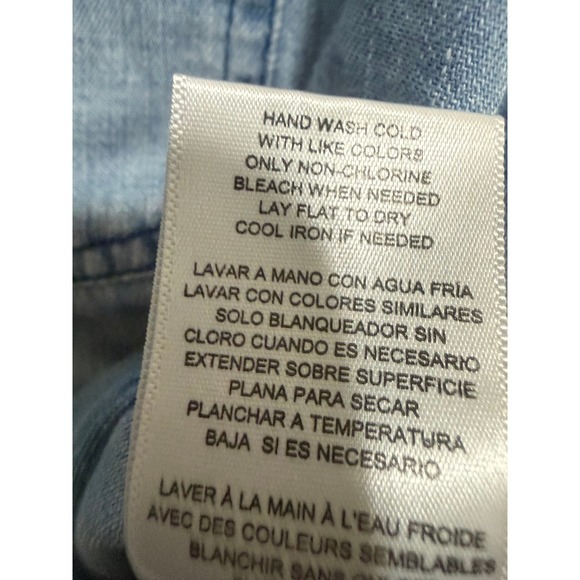 HAND WASH COLD
WITH LIKE COLORS
ONLY NON-CHLORINE
BLEACH WHEN NEEDED
LAY FLAT TO DRY
COOL IRON IF NEEDED
LAVAR A MANO CON AGUA FRÍA
LAVAR CON COLORES SIMILARES
SOLO BLANQUEADOR SIN
CLORO CUANDO ES NECESARIO
EXTENDER SOBRE SUPERFICIE
PLANA PARA SECAR
PLANCHAR A TEMPERATURA
BAJA SI ES NECESARIO
LAVER À LA MAIN À L'EAU FROIDE
AVEC DES COULEURS SEMBLABLES
BLANCHIR SANS